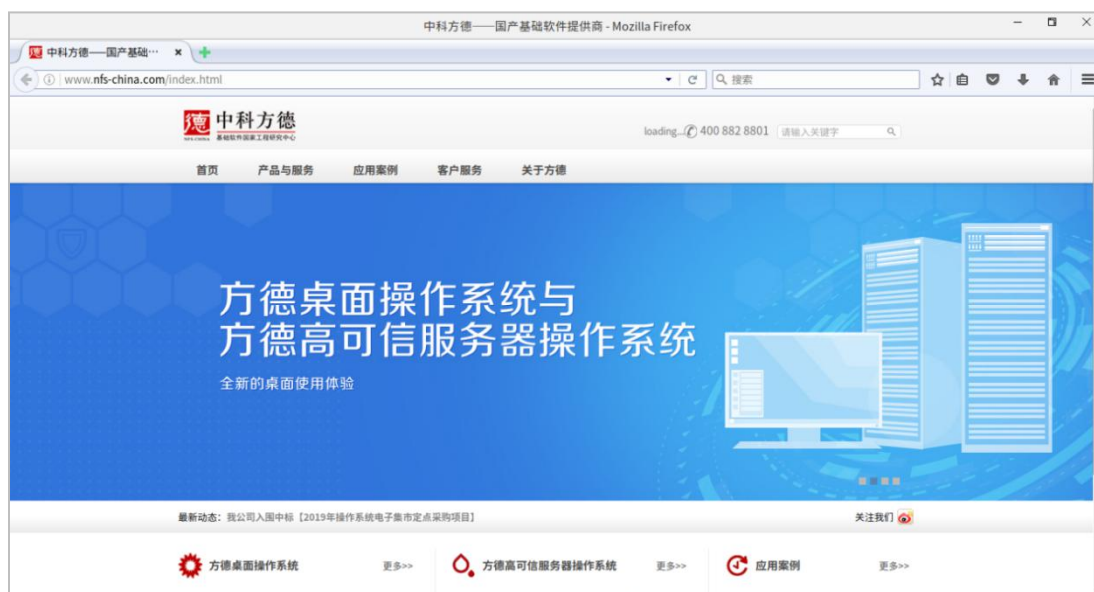 中科方德——国产基础软件提供商 - Mozilla Firefox
中科方德——国产基础…
www.nfs-china.com/index.html
搜索
中科方德
基础软件国家工程研究中心
loading... 400 882 8801 请输入关键字
首页 产品与服务 应用案例 客户服务 关于方德
方德桌面操作系统与
方德高可信服务器操作系统
全新的桌面使用体验
最新动态：我公司入围中标【2019年操作系统电子集市定点采购项目】 关注我们
方德桌面操作系统 更多>> 方德高可信服务器操作系统 更多>> 应用案例 更多>>